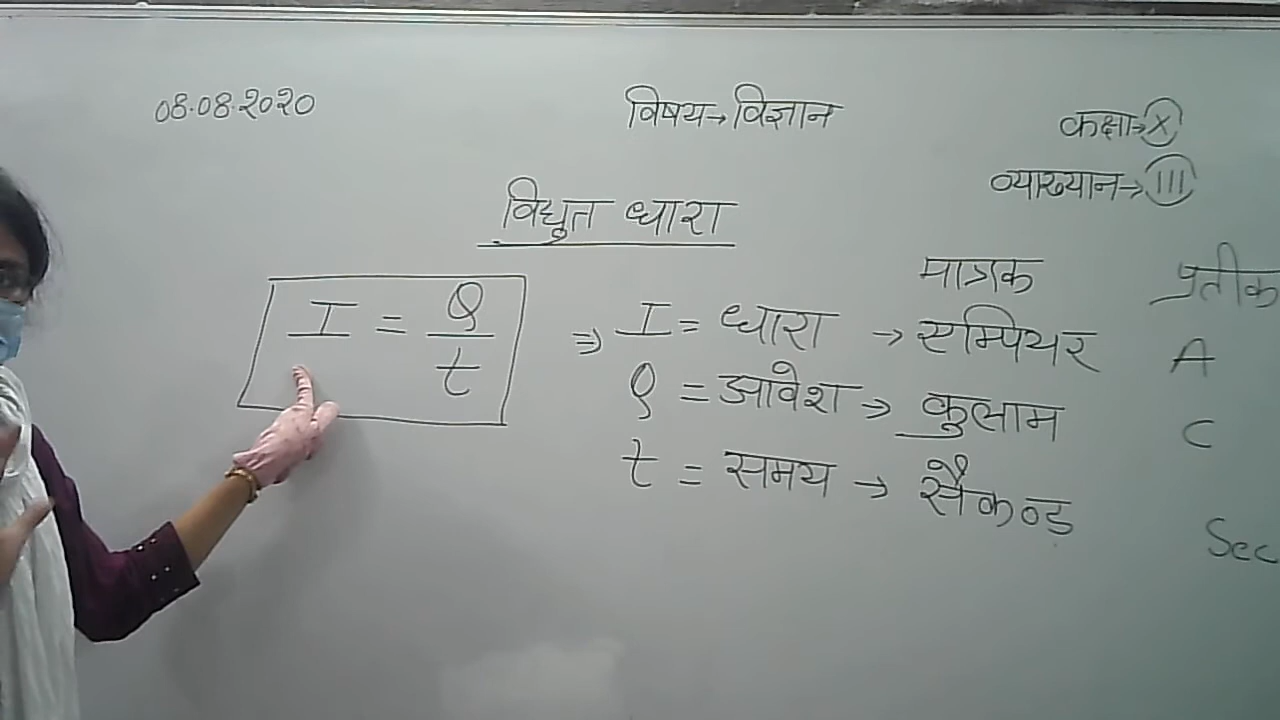 08.08.2020
विषय→विज्ञान
कक्षा→X
व्याख्यान→III
विद्युत धारा
मात्रक प्रतीक
I = Q/t ⇒ I = धारा → एम्पियर A
Q = आवेश → कुलाम C
t = समय → सैकण्ड Sec